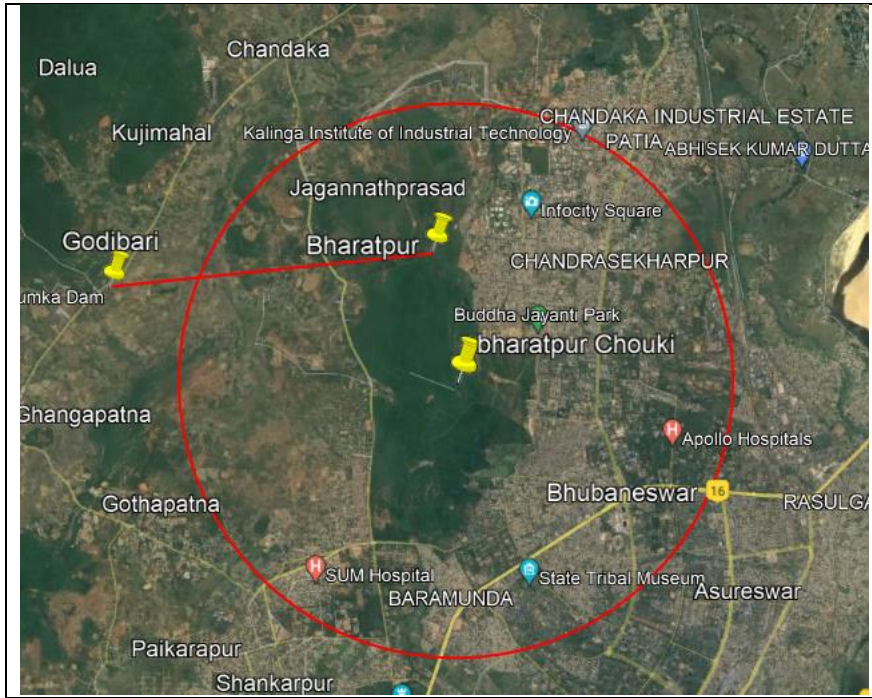 Chandaka
Dalua
CHANDAKA INDUSTRIAL ESTATE
Kujimahal
Kalinga Institute of Industrial Technology
PATIA
ABHISEK KUMAR DUTTA
Jagannathprasad
Infocity Square
Godibari
Bharatpur
CHANDRASEKHARPUR
umka Dam
Buddha Jayanti Park
bharatpur Chouki
Ghangapatna
Apollo Hospitals
Gothapatna
Bhubaneswar
16
RASULGA
SUM Hospital
State Tribal Museum
BARAMUNDA
Asureswar
Paikarapur
Shankarpur